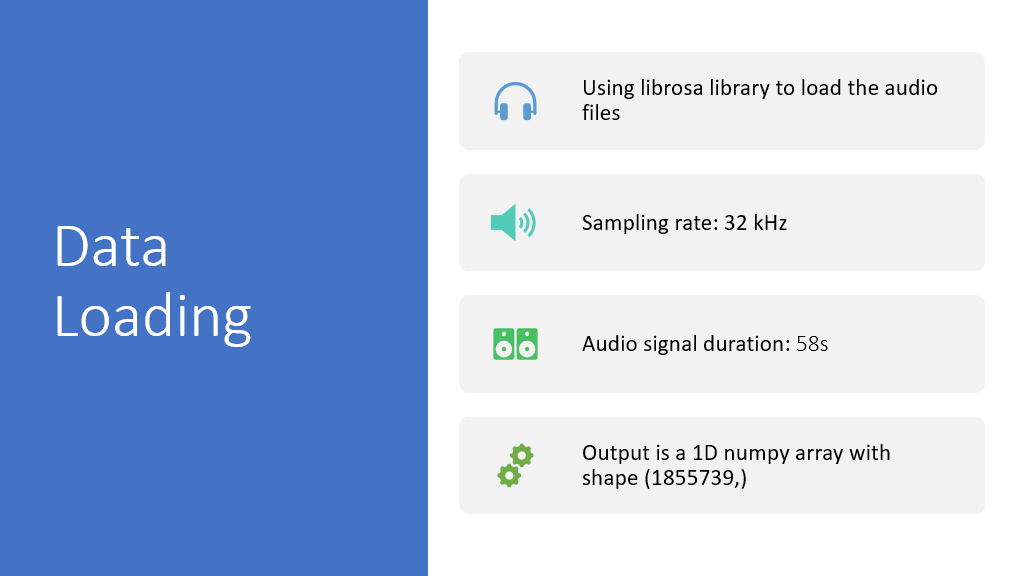 Data
Loading
Using librosa library to load the audio
files
Sampling rate: 32 kHz
Audio signal duration: 58s
Output is a 1D numpy array with
shape (1855739,)